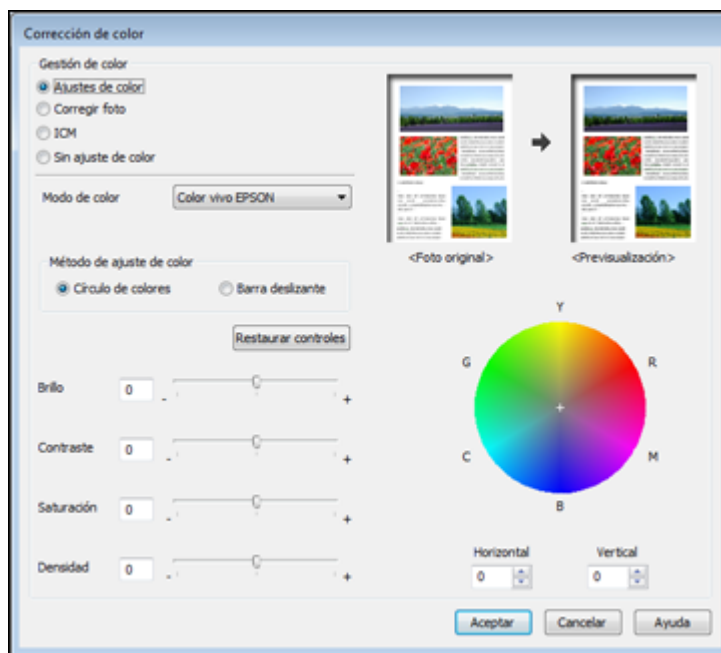 Corrección de color
Gestión de color
Ajustes de color
Corregir foto
ICM
Sin ajuste de color
Modo de color
Color vivo EPSON
<Foto original>
<Previsualización>
Método de ajuste de color
Círculo de colores
Barra deslizante
Restaurar controles
Brillo 0 - +
Contraste 0 - +
Saturación 0 - +
Densidad 0 - +
Y
G R
C M
B
Horizontal Vertical
0 0
Aceptar Cancelar Ayuda